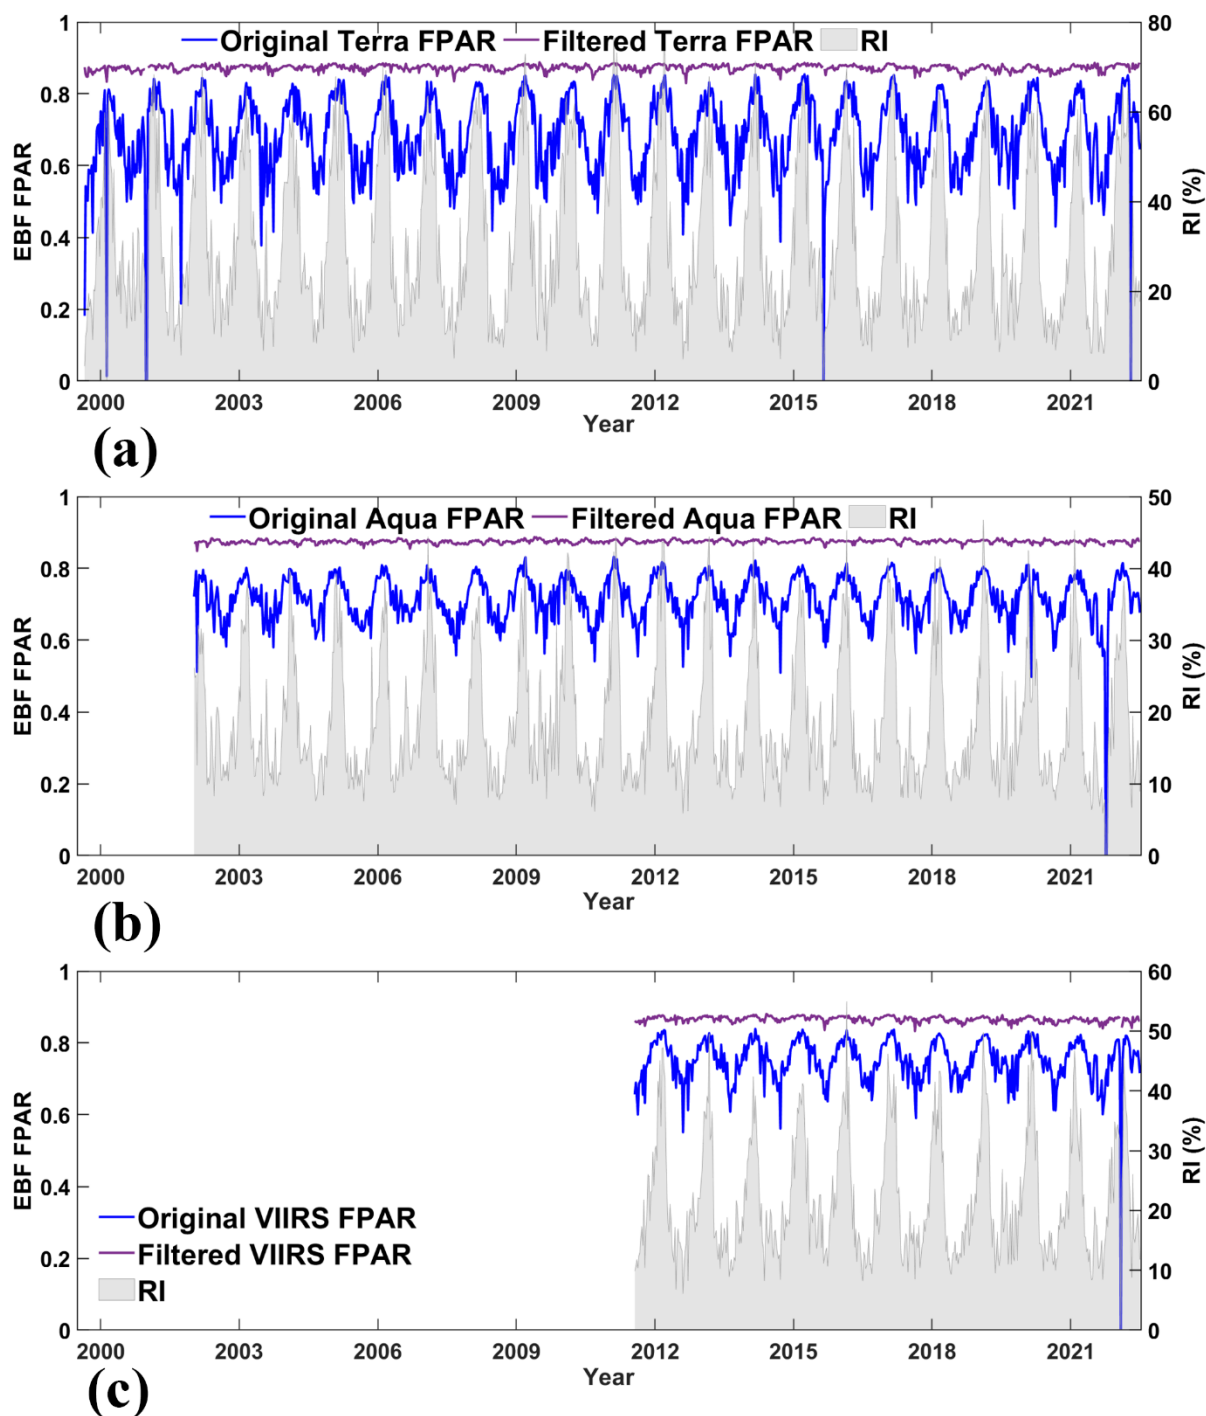 Original Terra FPAR Filtered Terra FPAR RI
1 0.8 0.6 0.4 0.2 0
EBF FPAR
80 60 40 20 0
RI (%)
2000 2003 2006 2009 2012 2015 2018 2021
Year
(a)
Original Aqua FPAR Filtered Aqua FPAR RI
1 0.8 0.6 0.4 0.2 0
EBF FPAR
50 40 30 20 10 0
RI (%)
2000 2003 2006 2009 2012 2015 2018 2021
Year
(b)
1 0.8 0.6 0.4 0.2 0
EBF FPAR
Original VIIRS FPAR
Filtered VIIRS FPAR
RI
60 50 40 30 20 10 0
RI (%)
2000 2003 2006 2009 2012 2015 2018 2021
Year
(c)